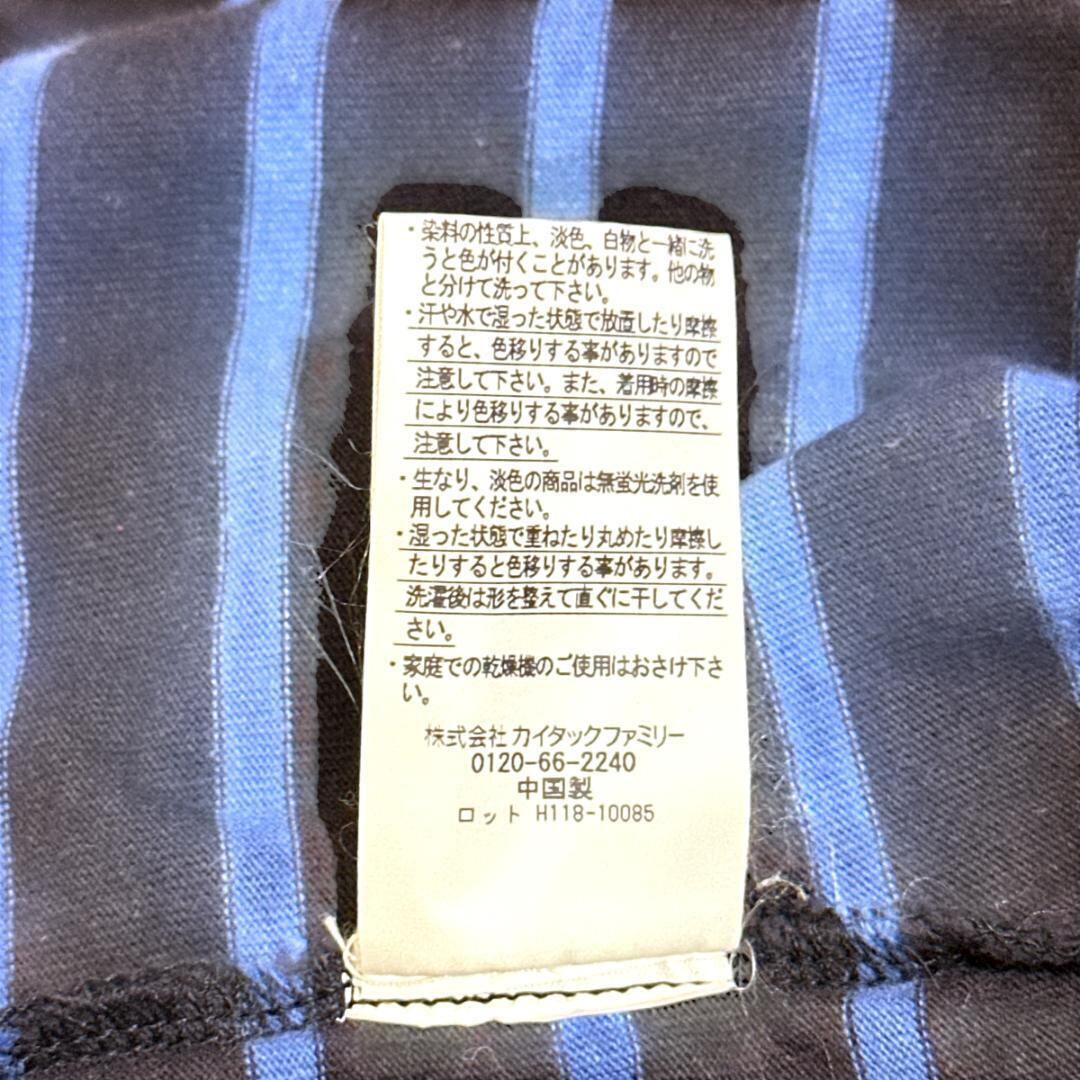 ・染料の性質上、淡色、白物と一緒に洗
うと色が付くことがあります。他の物
と分けて洗って下さい。
・汗や水で湿った状態で放置したり摩擦
すると、色移りする事がありますので
注意して下さい。また、着用時の摩擦
により色移りする事がありますので、
注意して下さい。
・生なり、淡色の商品は無蛍光洗剤を使
用してください。
・湿った状態で重ねたり丸めたり摩擦し
たりすると色移りする事があります。
洗濯後は形を整えて直ぐに干してくだ
さい。
・家庭での乾燥機のご使用はおさけ下さ
い。
株式会社カイタックファミリー
0120-66-2240
中国製
ロット H118-10085